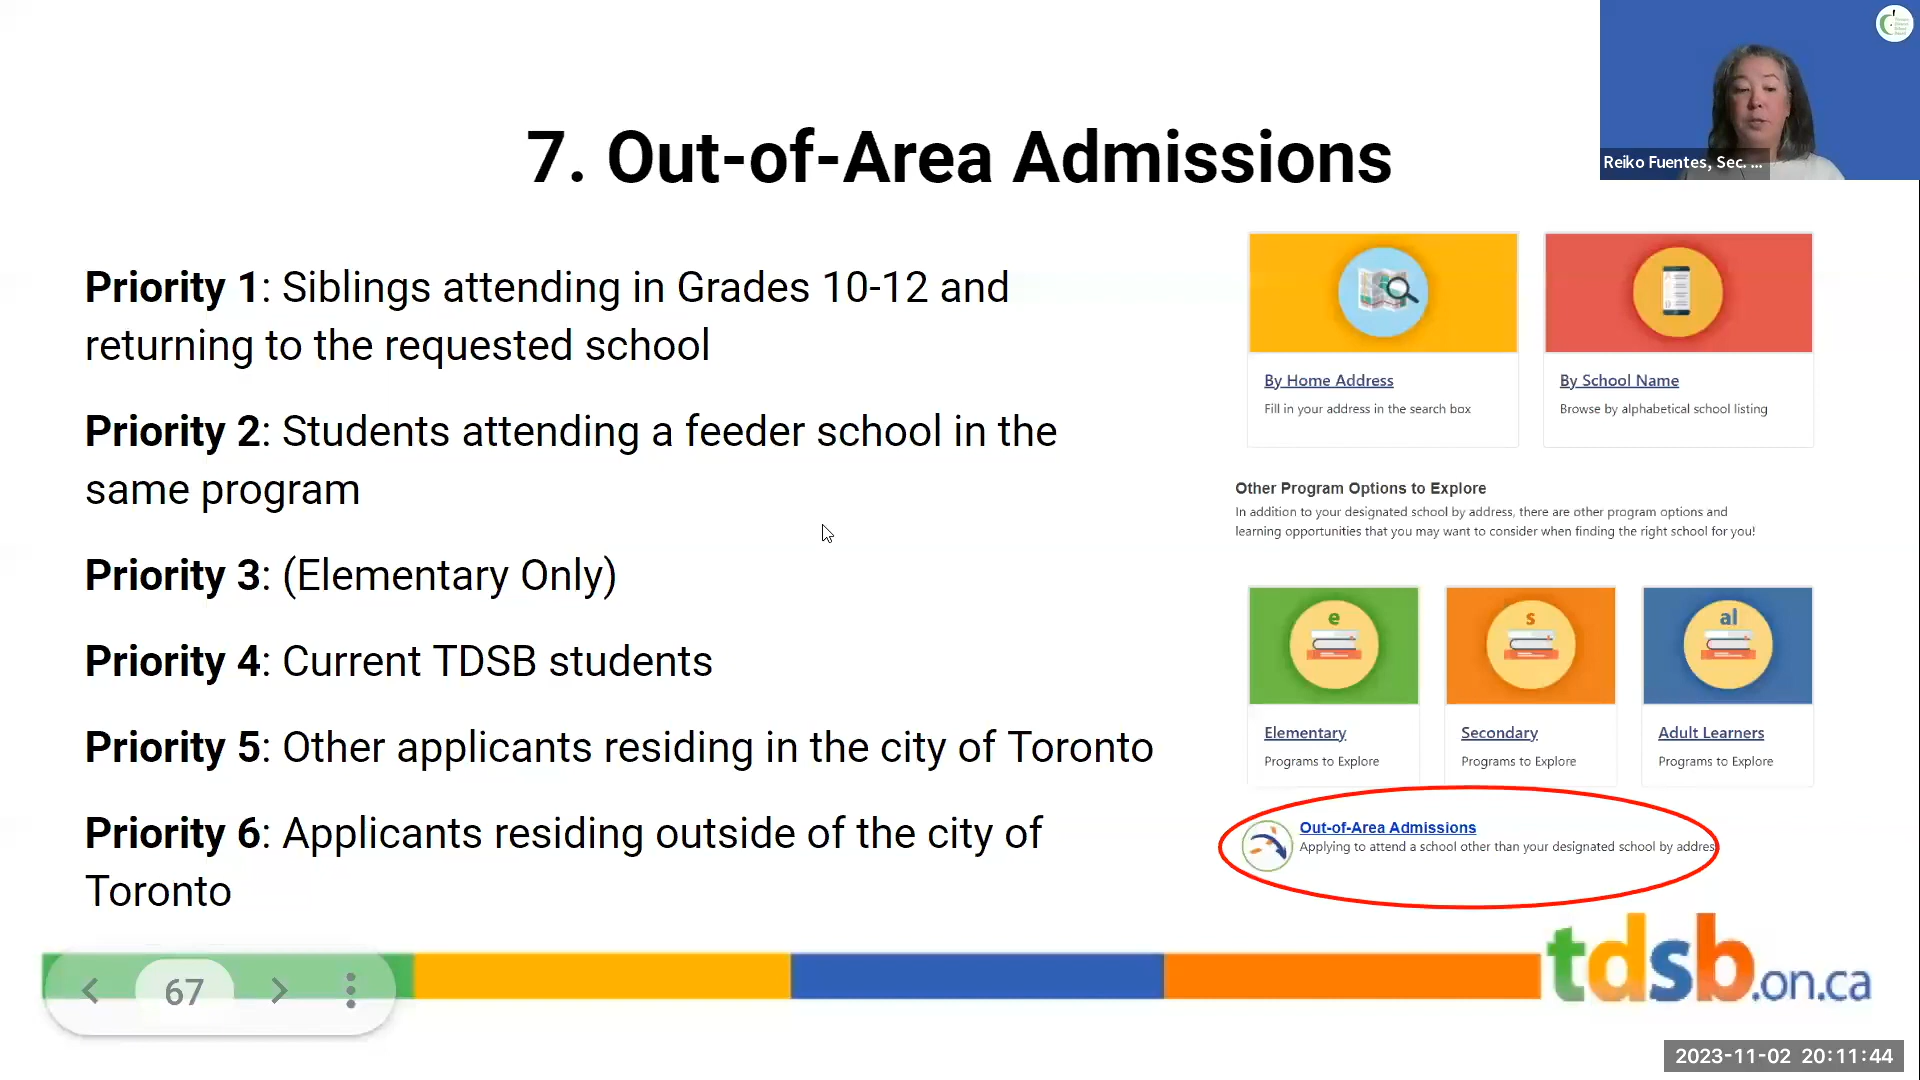 7. Out-of-Area Admissions
Reiko Fuentes, Sec. ...
Priority 1: Siblings attending in Grades 10-12 and
returning to the requested school
Priority 2: Students attending a feeder school in the
same program
Priority 3: (Elementary Only)
Priority 4: Current TDSB students
Priority 5: Other applicants residing in the city of Toronto
Priority 6: Applicants residing outside of the city of
Toronto
By Home Address
Fill in your address in the search box
By School Name
Browse by alphabetical school listing
Other Program Options to Explore
In addition to your designated school by address, there are other program options and
learning opportunities that you may want to consider when finding the right school for you!
e
Elementary
Programs to Explore
s
Secondary
Programs to Explore
al
Adult Learners
Programs to Explore
Out-of-Area Admissions
Applying to attend a school other than your designated school by addres
67
tdsb.on.ca
2023-11-02 20:11:44